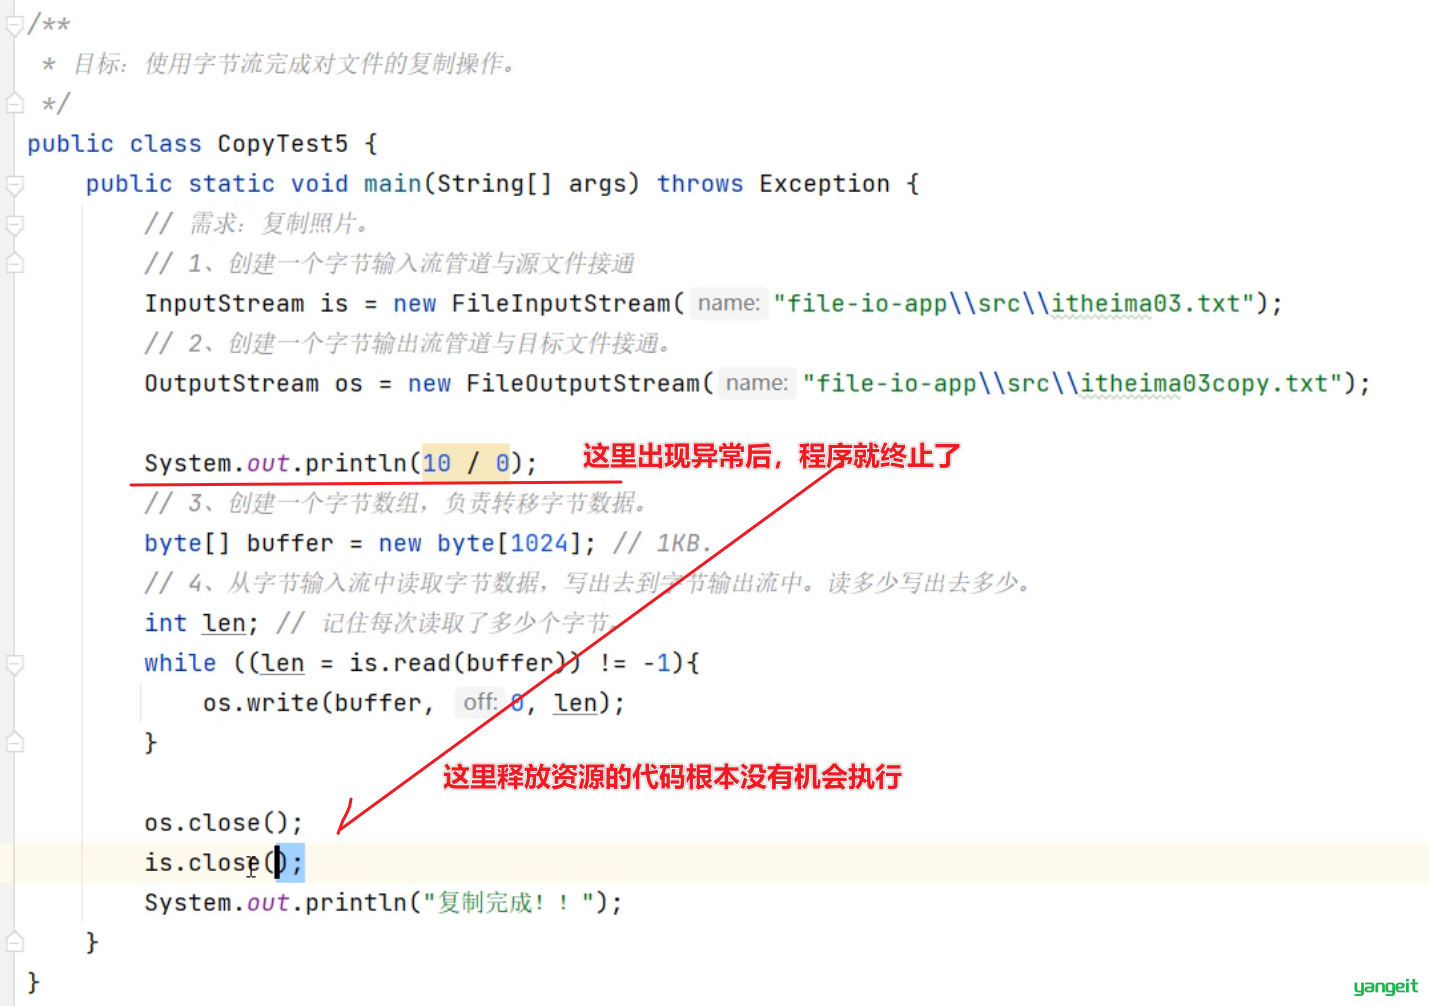 /**
 * 目标：使用字节流完成对文件的复制操作。
 */
public class CopyTest5 {
    public static void main(String[] args) throws Exception {
        // 需求：复制照片。
        // 1、创建一个字节输入流管道与源文件接通
        InputStream is = new FileInputStream( name: "file-io-app\\src\\itheima03.txt");
        // 2、创建一个字节输出流管道与目标文件接通。
        OutputStream os = new FileOutputStream( name: "file-io-app\\src\\itheima03copy.txt");
        System.out.println(10 / 0); 这里出现异常后，程序就终止了
        // 3、创建一个字节数组，负责转移字节数据。
        byte[] buffer = new byte[1024]; // 1KB.
        // 4、从字节输入流中读取字节数据，写出去到字节输出流中。读多少写出去多少。
        int len; // 记住每次读取了多少个字节。
        while ((len = is.read(buffer)) != -1){
            os.write(buffer, off: 0, len);
        }
这里释放资源的代码根本没有机会执行
        os.close();
        is.close();
        System.out.println("复制完成！！");
    }
}
yangeit